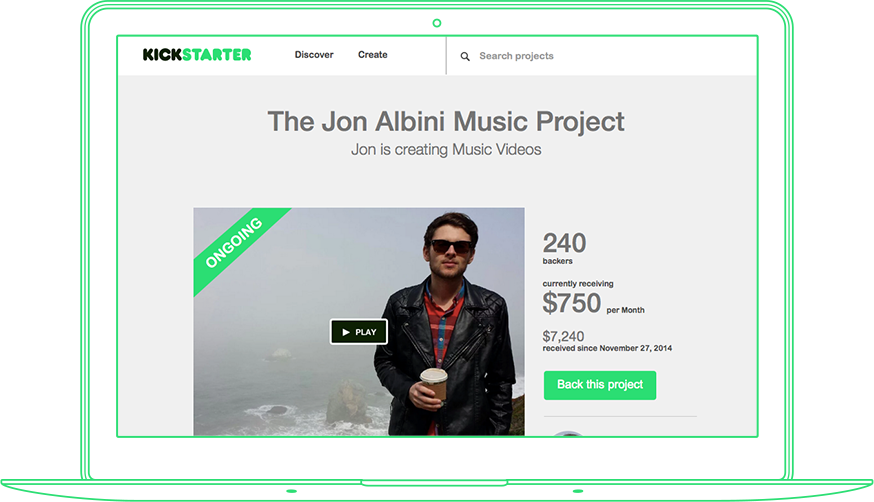 KICKSTARTER
Discover
Create
Search projects
The Jon Albini Music Project
Jon is creating Music Videos
ONGOING
PLAY
240
backers
currently receiving
$750 per Month
$7,240
received since November 27, 2014
Back this project